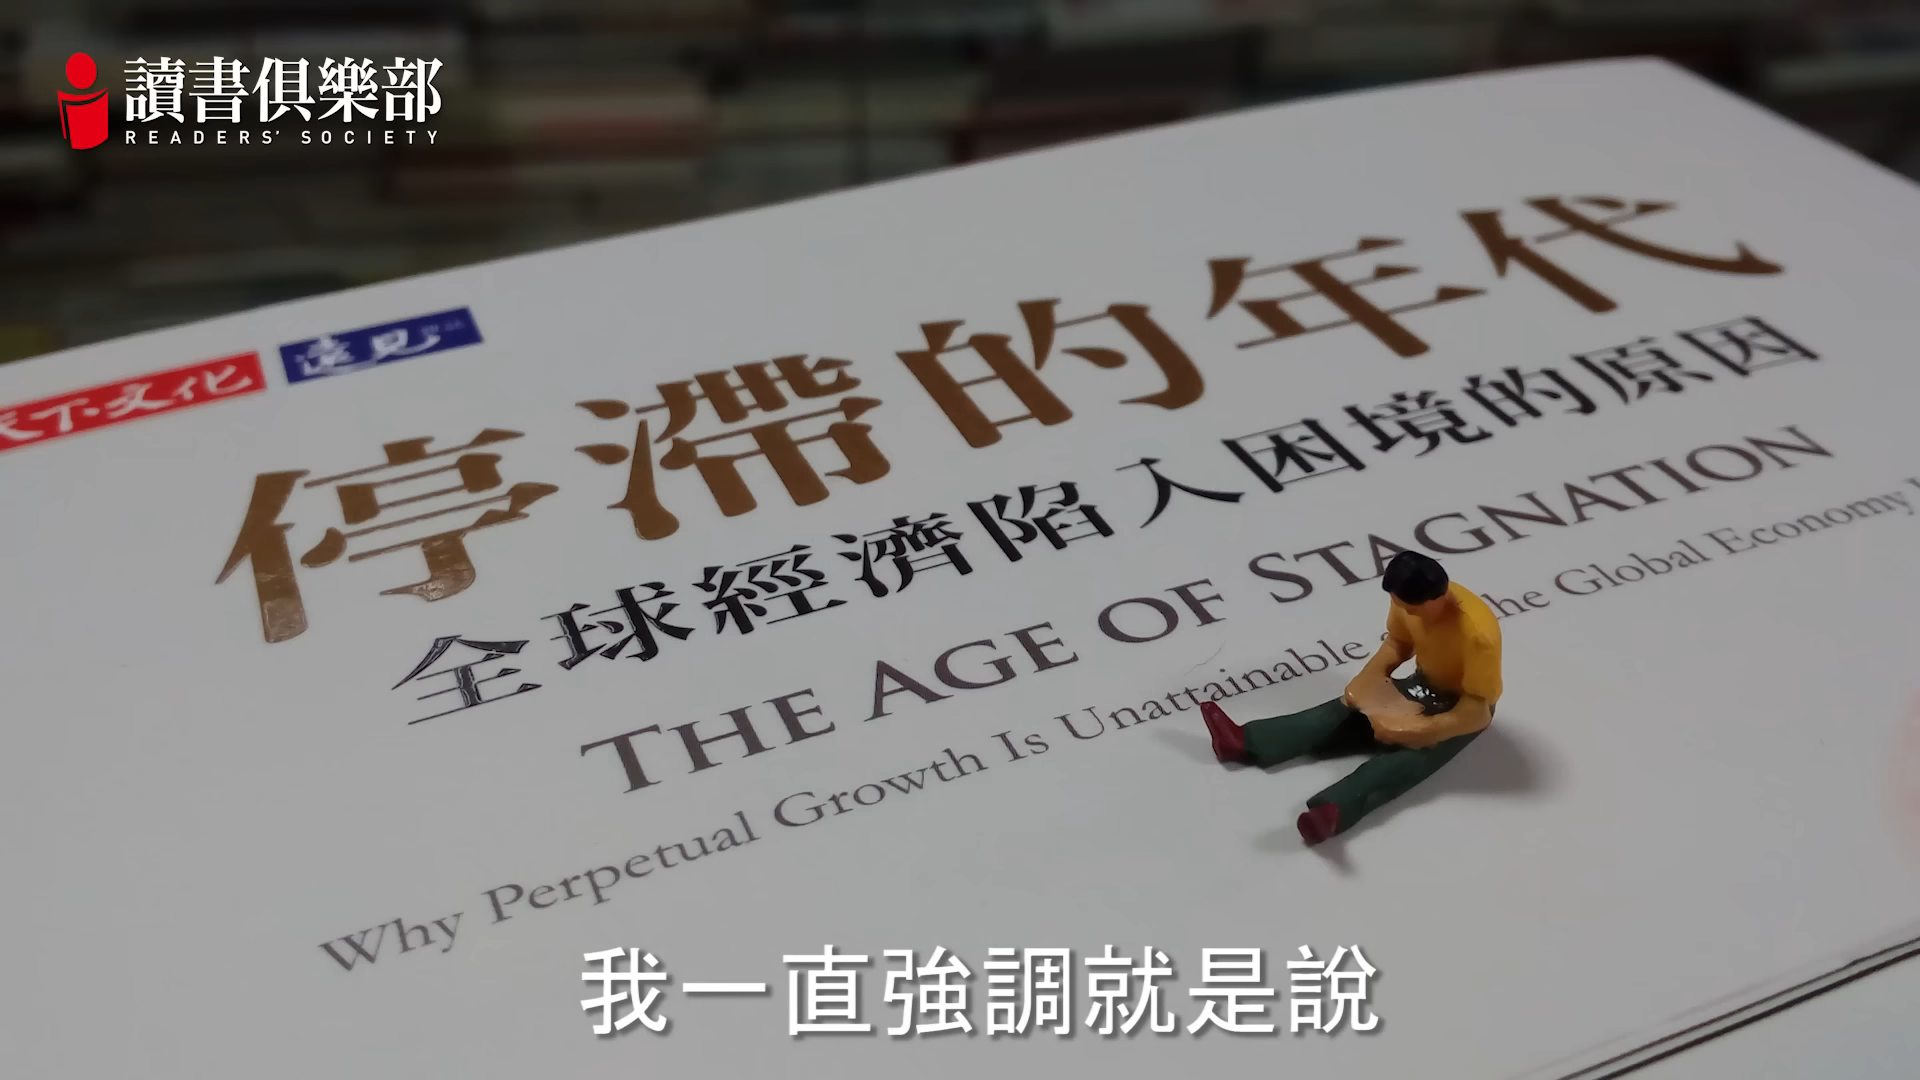 讀書俱樂部
READERS' SOCIETY
天下文化 遠見
停滯的年代
全球經濟陷入困境的原因
THE AGE OF STAGNATION
Why Perpetual Growth Is Unattainable the Global Economy
我一直強調就是說